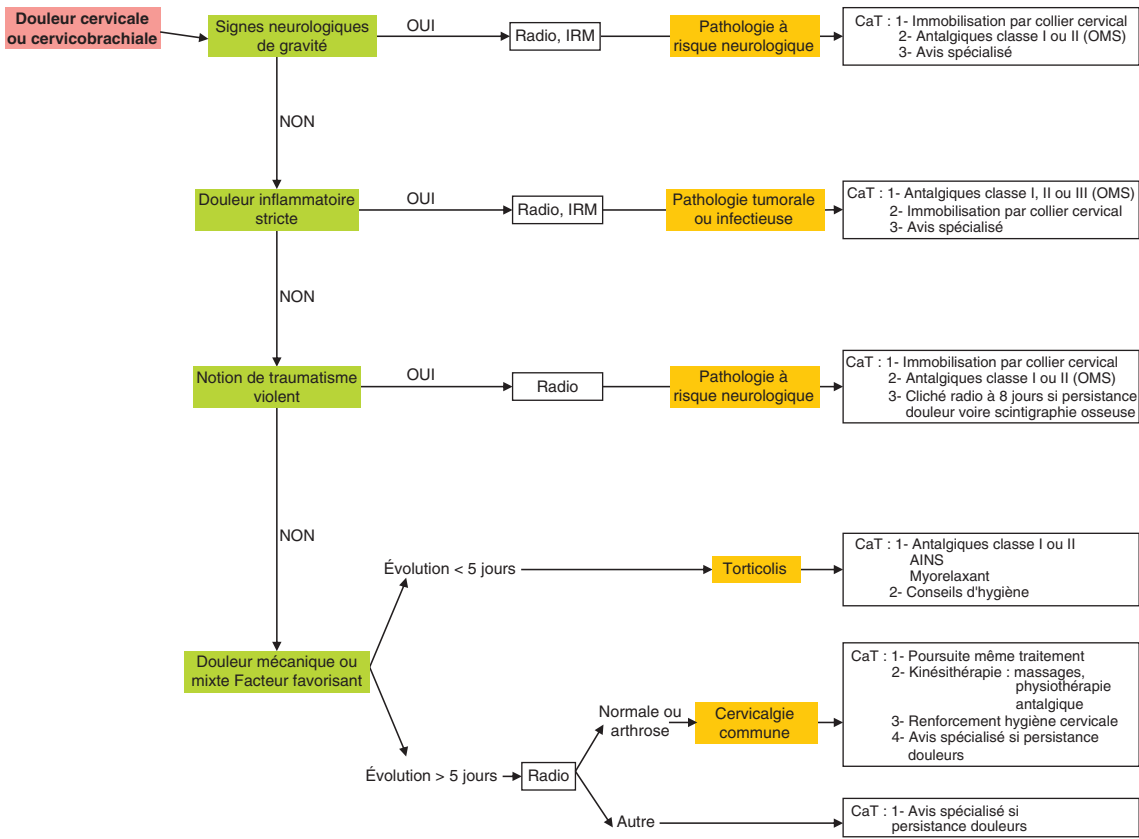 Douleur cervicale
ou cervicobrachiale
Signes neurologiques
de gravité
OUI
Radio, IRM
Pathologie à
risque neurologique
CaT : 1- Immobilisation par collier cervical
2- Antalgiques classe I ou II (OMS)
3- Avis spécialisé
NON
Douleur inflammatoire
stricte
OUI
Radio, IRM
Pathologie tumorale
ou infectieuse
CaT : 1- Antalgiques classe I, II ou III (OMS)
2- Immobilisation par collier cervical
3- Avis spécialisé
NON
Notion de traumatisme
violent
OUI
Radio
Pathologie à
risque neurologique
CaT : 1- Immobilisation par collier cervical
2- Antalgiques classe I ou II (OMS)
3- Cliché radio à 8 jours si persistance
douleur voire scintigraphie osseuse
NON
Évolution < 5 jours
Torticolis
CaT : 1- Antalgiques classe I ou II
AINS
Myorelaxant
2- Conseils d'hygiène
Douleur mécanique ou
mixte Facteur favorisant
Évolution > 5 jours
Radio
Normale ou
arthrose
Cervicalgie
commune
CaT : 1- Poursuite même traitement
2- Kinésithérapie : massages,
physiothérapie
antalgique
3- Renforcement hygiène cervicale
4- Avis spécialisé si persistance
douleurs
Autre
CaT : 1- Avis spécialisé si
persistance douleurs